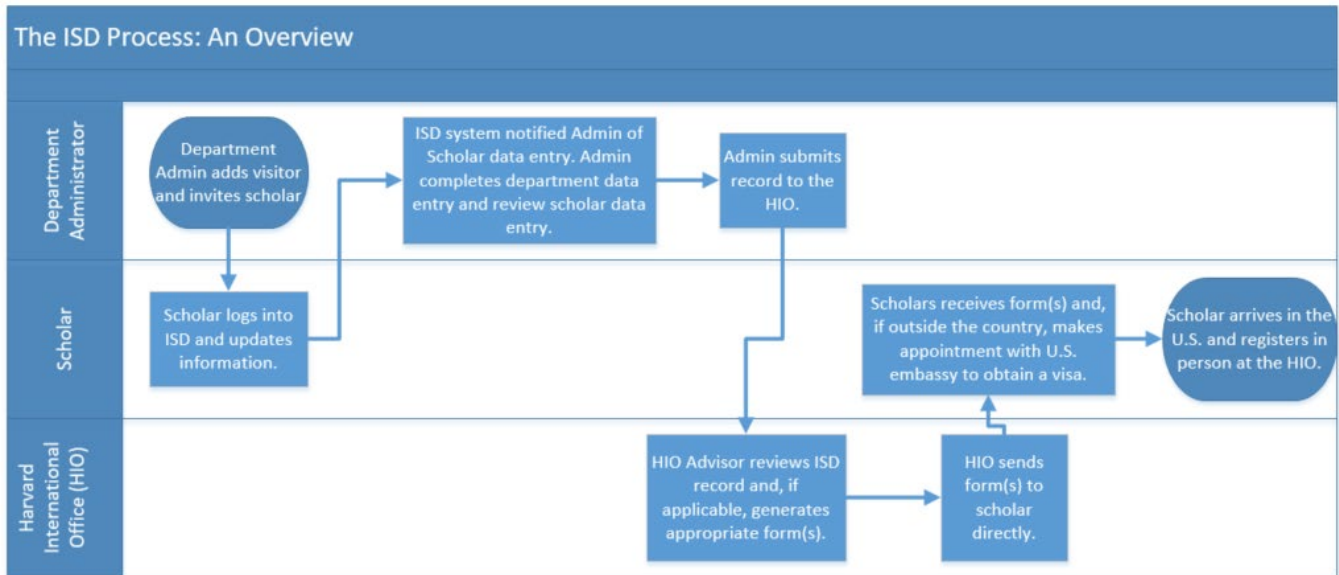 The ISD Process: An Overview
Department
Administrator
Department
Admin adds visitor
and invites scholar
ISD system notified Admin of
Scholar data entry. Admin
completes department data
entry and review scholar data
entry.
Admin submits
record to the
HIO.
Scholar
Scholar logs into
ISD and updates
information.
Scholars receives form(s) and,
if outside the country, makes
appointment with U.S.
embassy to obtain a visa.
Scholar arrives in the
U.S. and registers in
person at the HIO.
Harvard
International
Office (HIO)
HIO Advisor reviews ISD
record and, if
applicable, generates
appropriate form(s).
HIO sends
form(s) to
scholar
directly.